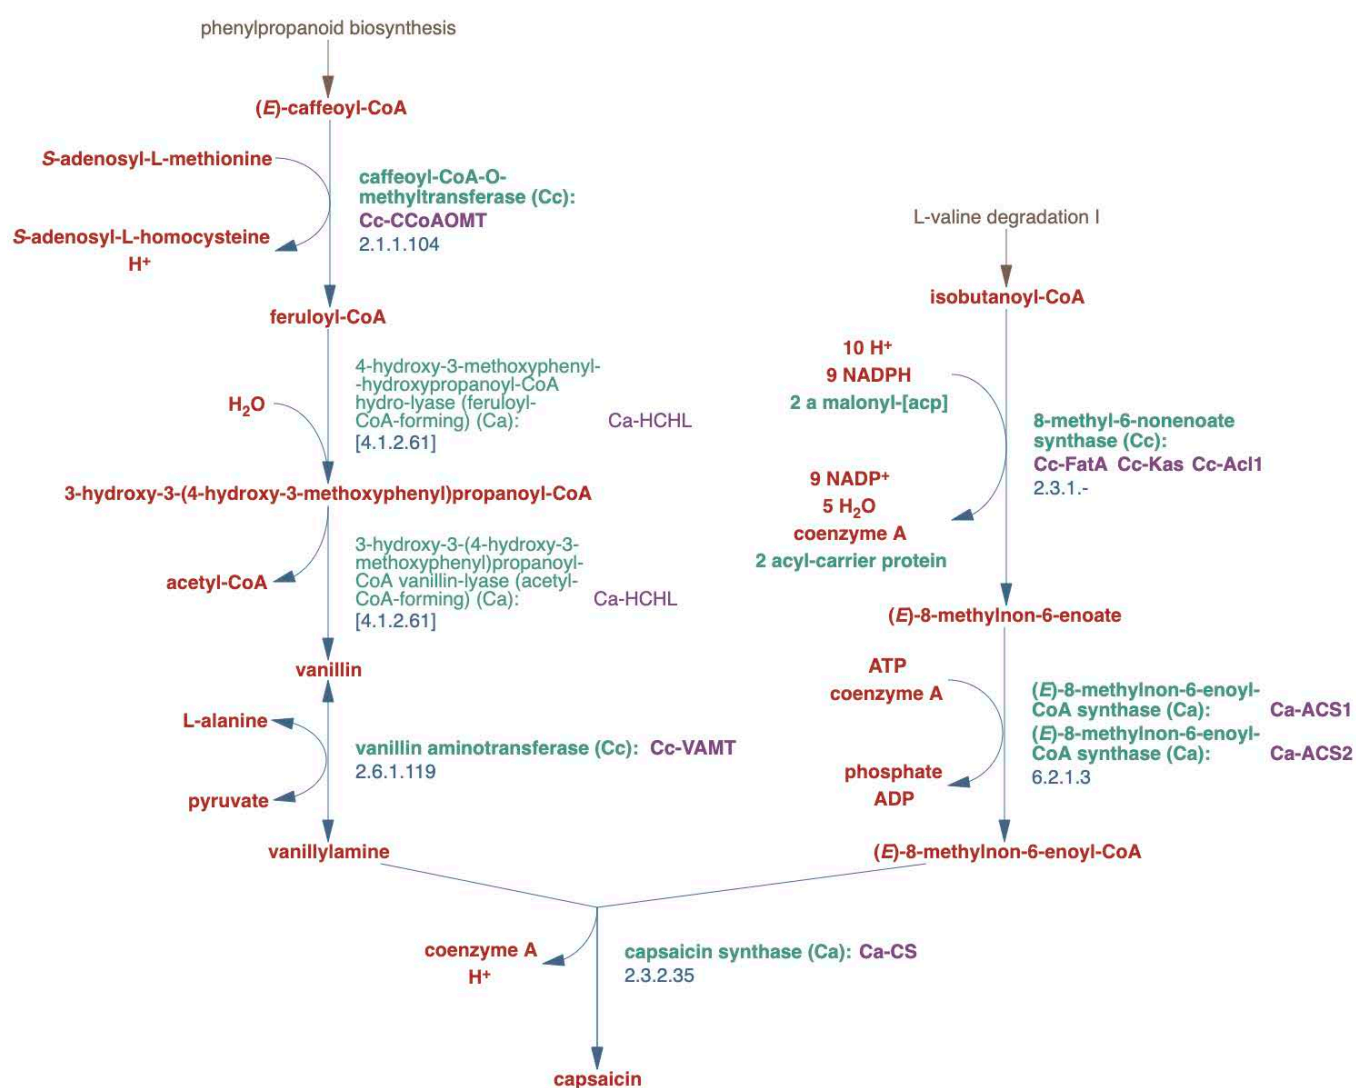 phenylpropanoid biosynthesis
(E)-caffeoyl-CoA
S-adenosyl-L-methionine
caffeoyl-CoA-O-
methyltransferase (Cc):
Cc-CCoAOMT
2.1.1.104
S-adenosyl-L-homocysteine
H+
feruloyl-CoA
4-hydroxy-3-methoxyphenyl-
-hydroxypropanoyl-CoA
hydro-lyase (feruloyl-
CoA-forming) (Ca): Ca-HCHL
[4.1.2.61]
H2O
3-hydroxy-3-(4-hydroxy-3-methoxyphenyl)propanoyl-CoA
3-hydroxy-3-(4-hydroxy-3-
methoxyphenyl)propanoyl-
CoA vanillin-lyase (acetyl-
CoA-forming) (Ca): Ca-HCHL
[4.1.2.61]
acetyl-CoA
vanillin
L-alanine
vanillin aminotransferase (Cc): Cc-VAMT
2.6.1.119
pyruvate
vanillylamine
L-valine degradation I
isobutanoyl-CoA
10 H+
9 NADPH
2 a malonyl-[acp]
8-methyl-6-nonenoate
synthase (Cc):
Cc-FatA Cc-Kas Cc-Acl1
2.3.1.-
9 NADP+
5 H2O
coenzyme A
2 acyl-carrier protein
(E)-8-methylnon-6-enoate
ATP
coenzyme A
(E)-8-methylnon-6-enoyl-
CoA synthase (Ca): Ca-ACS1
(E)-8-methylnon-6-enoyl-
CoA synthase (Ca): Ca-ACS2
6.2.1.3
phosphate
ADP
(E)-8-methylnon-6-enoyl-CoA
coenzyme A
H+
capsaicin synthase (Ca): Ca-CS
2.3.2.35
capsaicin